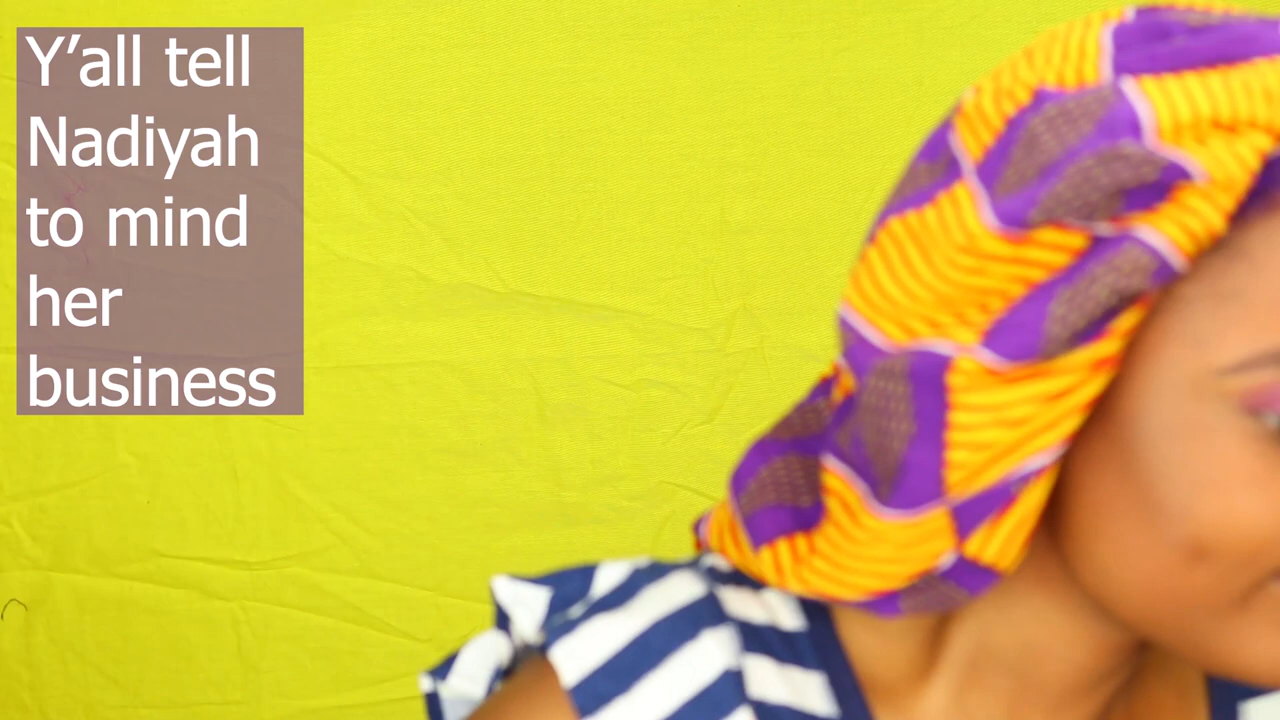 Y’all tell
Nadiyah
to mind
her
business